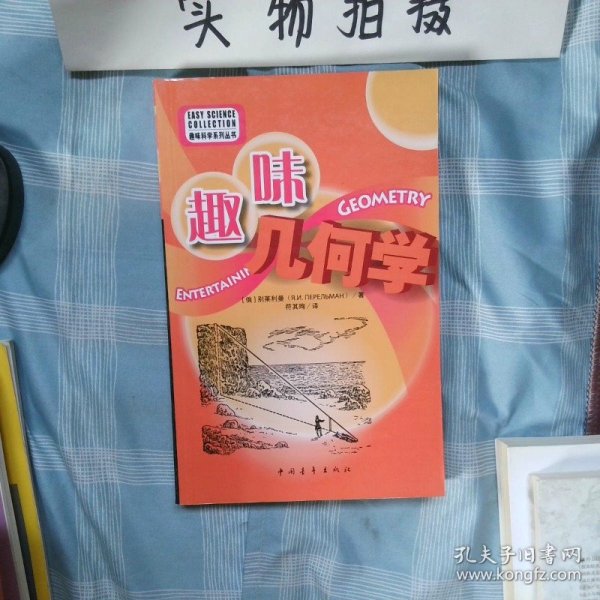 实物拍摄
EASY SCIENCE
COLLECTION
趣味科学系列丛书
趣味
GEOMETRY
几何学
ENTERTAINI
［俄］别莱利曼（Я.И. ПЕРЕЛЬМАН）/ 著
符其珣 / 译
中国青年出版社
孔夫子旧书网
www.kongfz.com